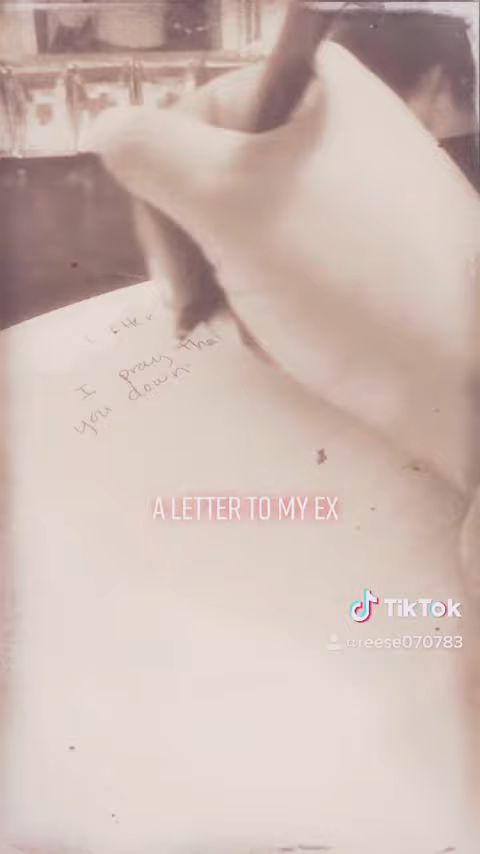 I pray that
you down
A LETTER TO MY EX
TikTok
@reese070783